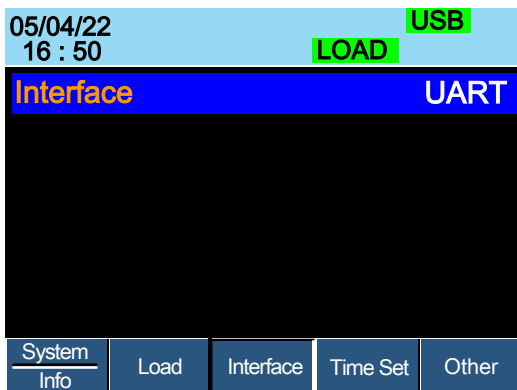 05/04/22
USB
16 : 50
LOAD
Interface UART
System
Info
Load
Interface
Time Set
Other